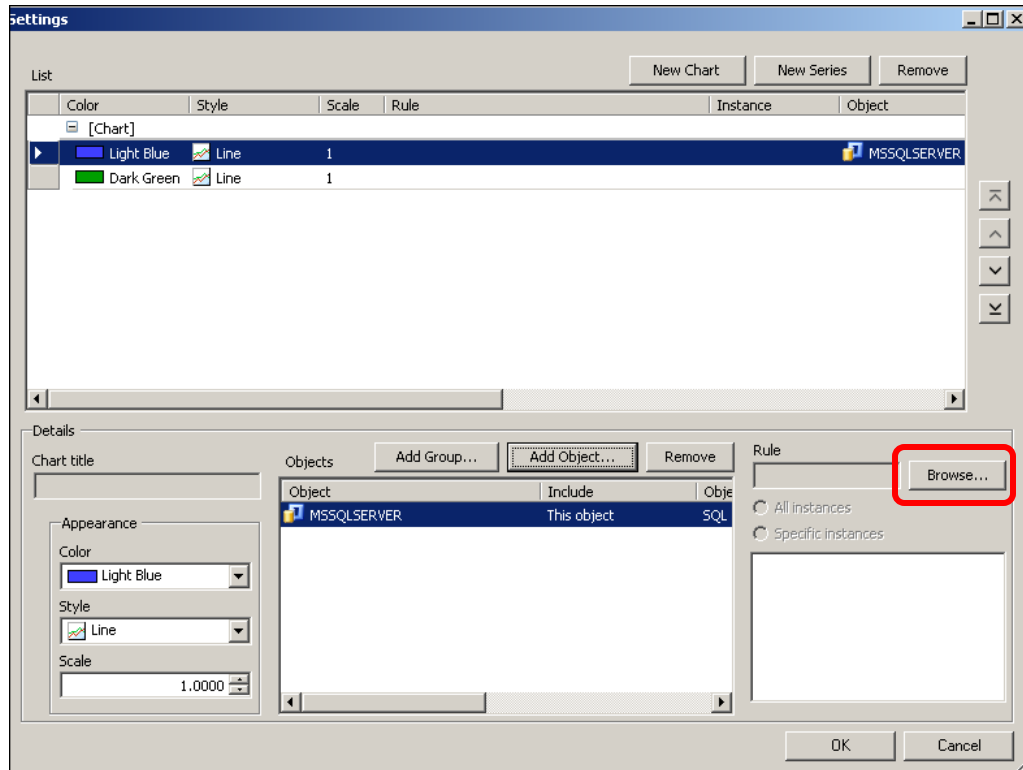 Settings
List
New Chart New Series Remove
Color Style Scale Rule Instance Object
[Chart]
Light Blue Line 1 MSSQLSERVER
Dark Green Line 1
Details
Chart title
Objects Add Group... Add Object... Remove
Rule
Browse...
Object Include Obje
MSSQLSERVER This object SQL
All instances
Specific instances
Appearance
Color
Light Blue
Style
Line
Scale
1.0000
OK Cancel